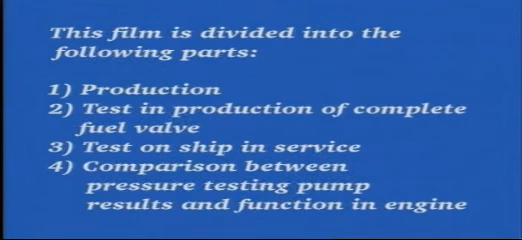 This film is divided into the
following parts:
1) Production
2) Test in production of complete
fuel valve
3) Test on ship in service
4) Comparison between
pressure testing pump
results and function in engine